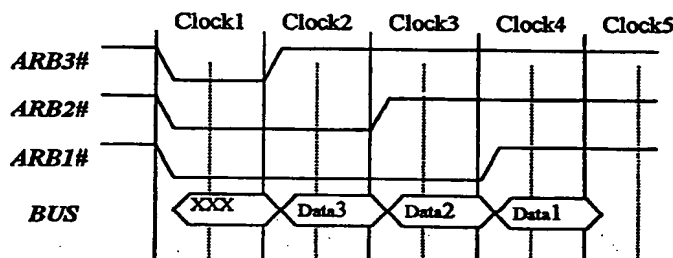 Clock1 Clock2 Clock3 Clock4 Clock5
ARB3#
ARB2#
ARB1#
BUS XXX Data3 Data2 Data1